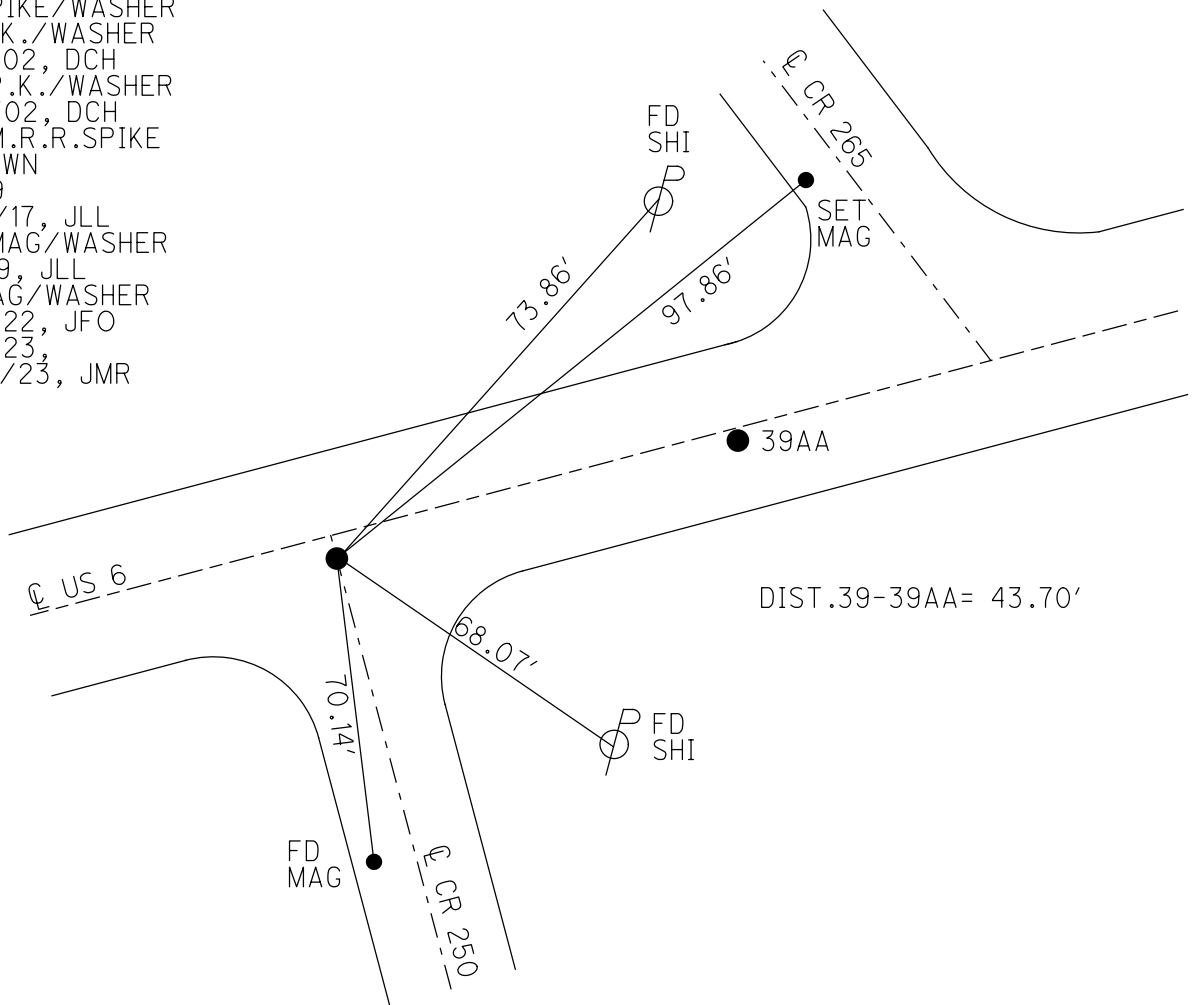 PIKE/WASHER
K./WASHER
02, DCH
P.K./WASHER
/02, DCH
M.R.R.SPIKE
WN
9
/17, JLL
MAG/WASHER
9, JLL
AG/WASHER
22, JFO
23,
/23, JMR
℄ CR 265
FD
SHI
SET
MAG
73.86'
97.86'
39AA
℄ US 6
DIST.39-39AA= 43.70'
68.07'
70.14'
FD
SHI
FD
MAG
℄ CR 250